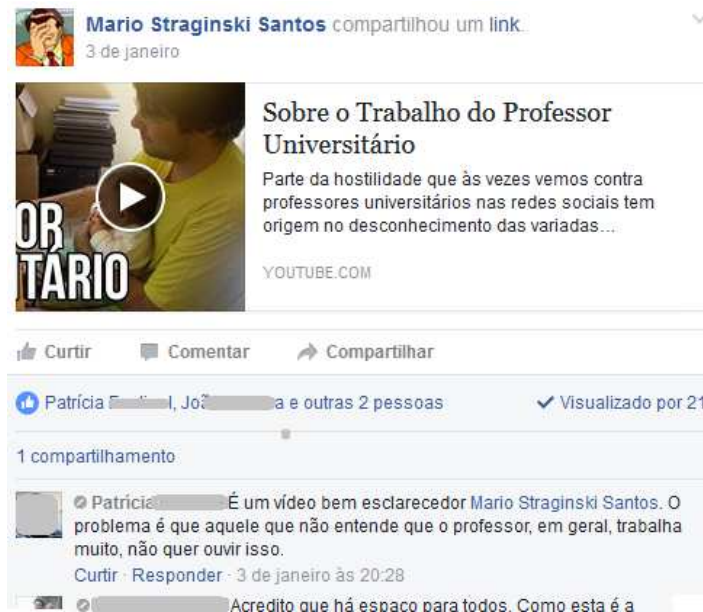 Mario Straginski Santos compartilhou um link.
3 de janeiro
OR
TÁRIO
Sobre o Trabalho do Professor
Universitário
Parte da hostilidade que às vezes vemos contra
professores universitários nas redes sociais tem
origem no desconhecimento das variadas...
YOUTUBE.COM
Curtir Comentar Compartilhar
Patrícia e outras 2 pessoas Visualizado por 21
1 compartilhamento
Patrícia É um vídeo bem esclarecedor Mario Straginski Santos. O
problema é que aquele que não entende que o professor, em geral, trabalha
muito, não quer ouvir isso.
Curtir · Responder · 3 de janeiro às 20:28
Acredito que há espaço para todos. Como esta é a